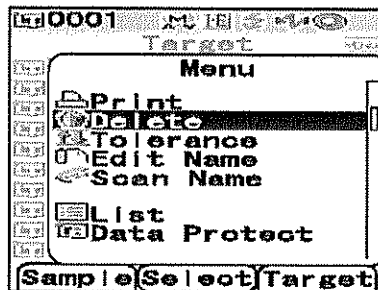 0001
Target
Menu
Print
Delete
Tolerance
Edit Name
Scan Name
List
Data Protect
Sample Select Target